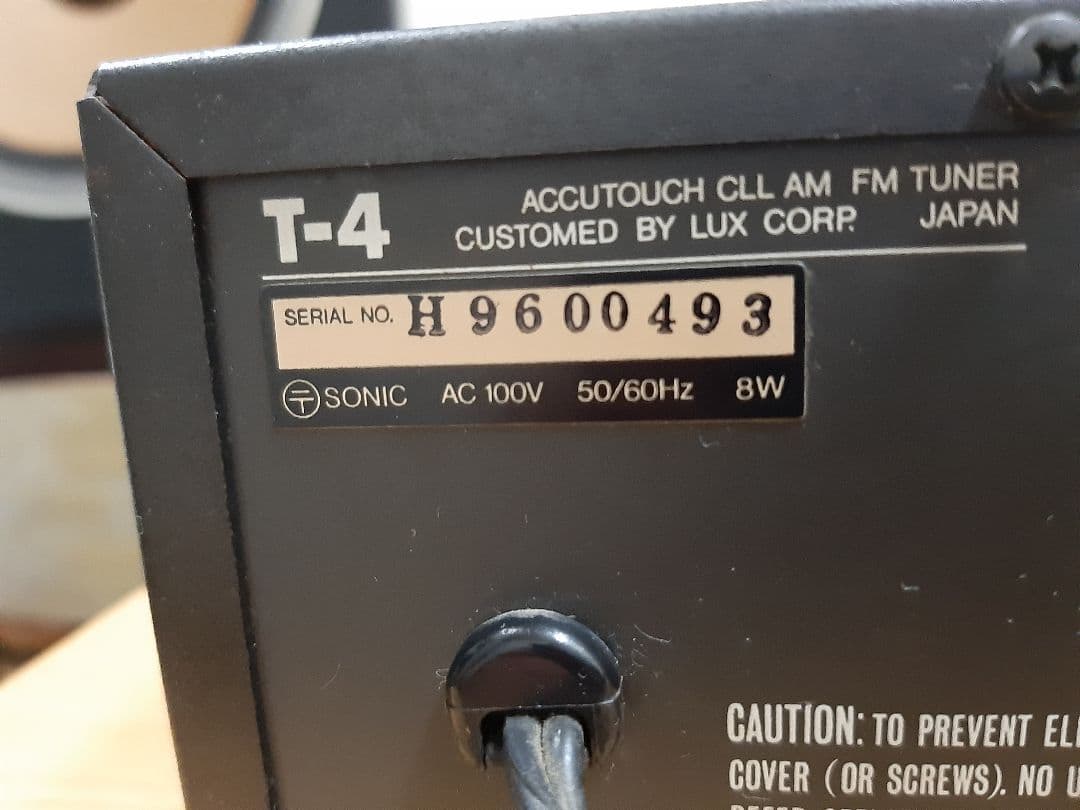 T-4
ACCUTOUCH CLL AM FM TUNER
CUSTOMED BY LUX CORP. JAPAN
SERIAL NO. H 9600493
SONIC AC 100V 50/60Hz 8W
CAUTION: TO PREVENT
COVER (OR SCREWS). NO